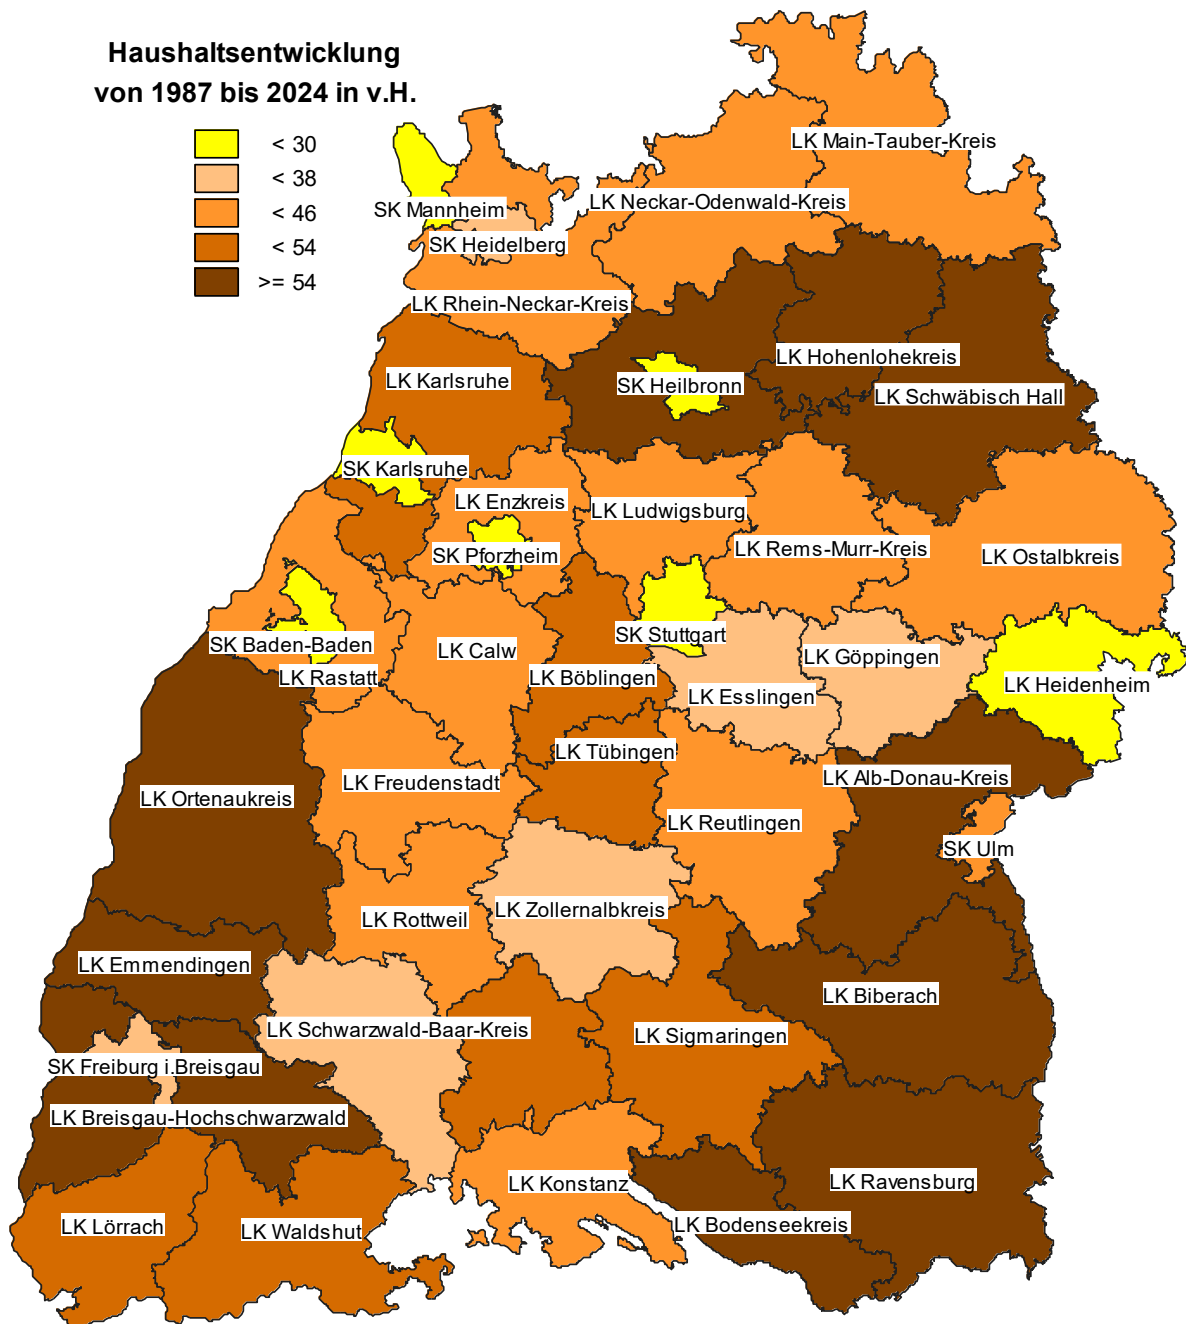 Haushaltsentwicklung
von 1987 bis 2024 in v.H.
< 30
< 38
< 46
< 54
>= 54
LK Main-Tauber-Kreis
LK Neckar-Odenwald-Kreis
SK Mannheim
SK Heidelberg
LK Rhein-Neckar-Kreis
LK Hohenlohekreis
LK Karlsruhe
SK Heilbronn
LK Schwäbisch Hall
SK Karlsruhe
LK Enzkreis
LK Ludwigsburg
LK Rems-Murr-Kreis
SK Pforzheim
LK Ostalbkreis
SK Stuttgart
SK Baden-Baden
LK Calw
LK Göppingen
LK Rastatt
LK Böblingen
LK Heidenheim
LK Esslingen
LK Tübingen
LK Alb-Donau-Kreis
LK Freudenstadt
LK Ortenaukreis
LK Reutlingen
SK Ulm
LK Zollernalbkreis
LK Rottweil
LK Emmendingen
LK Biberach
LK Schwarzwald-Baar-Kreis
LK Sigmaringen
SK Freiburg i.Breisgau
LK Breisgau-Hochschwarzwald
LK Konstanz
LK Ravensburg
LK Lörrach
LK Bodenseekreis
LK Waldshut